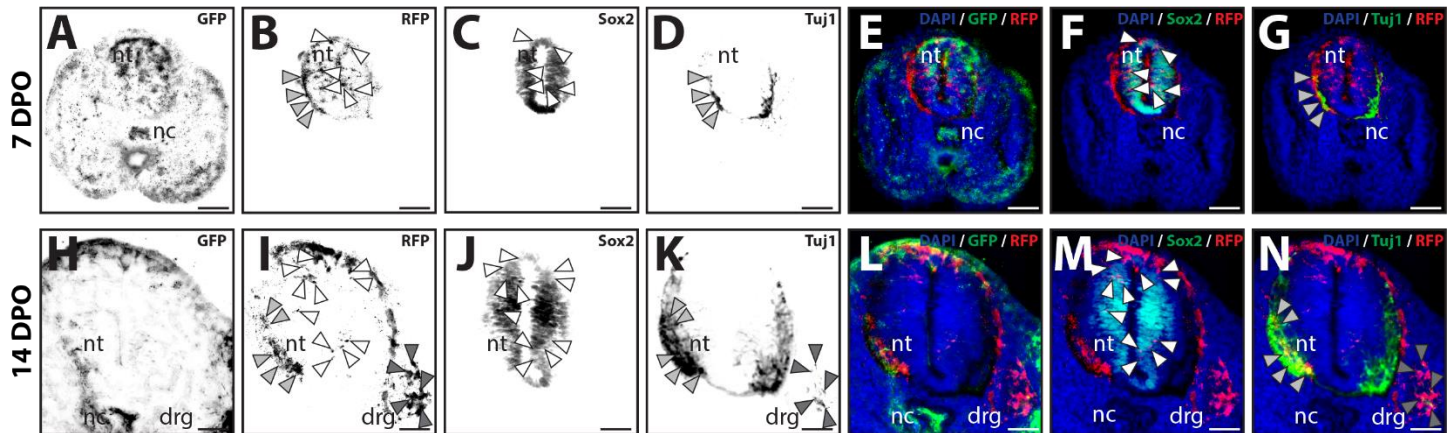 7 DPO
A GFP nt nc
B RFP nt
C Sox2 nt
D Tuj1 nt
E DAPI / GFP / RFP nt nc
F DAPI / Sox2 / RFP nt nc
G DAPI / Tuj1 / RFP nt nc
14 DPO
H GFP nt nc
I RFP drg
J Sox2 nt
K Tuj1 nt drg
L DAPI / GFP / RFP nt nc drg
M DAPI / Sox2 / RFP nt nc drg
N DAPI / Tuj1 / RFP nt nc drg